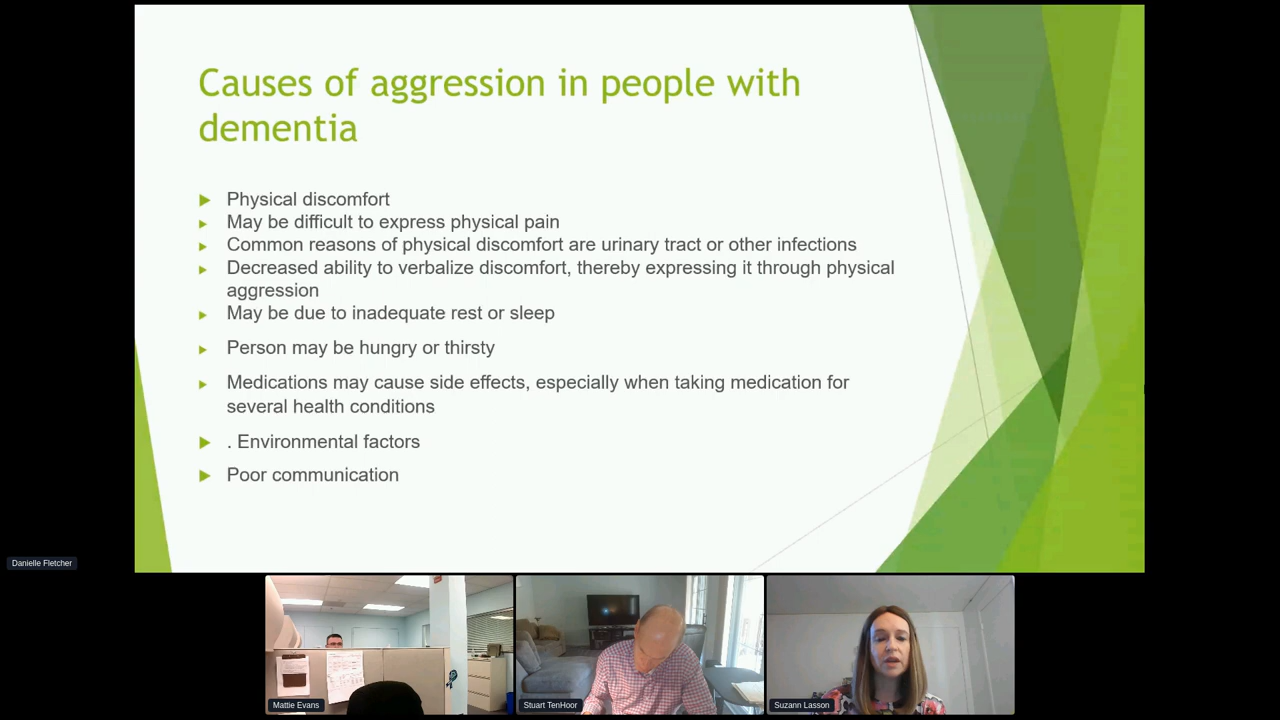 Causes of aggression in people with
dementia
Physical discomfort
May be difficult to express physical pain
Common reasons of physical discomfort are urinary tract or other infections
Decreased ability to verbalize discomfort, thereby expressing it through physical
aggression
May be due to inadequate rest or sleep
Person may be hungry or thirsty
Medications may cause side effects, especially when taking medication for
several health conditions
. Environmental factors
Poor communication
Danielle Fletcher
Mattie Evans
Stuart TenHoor
Suzann Lasson